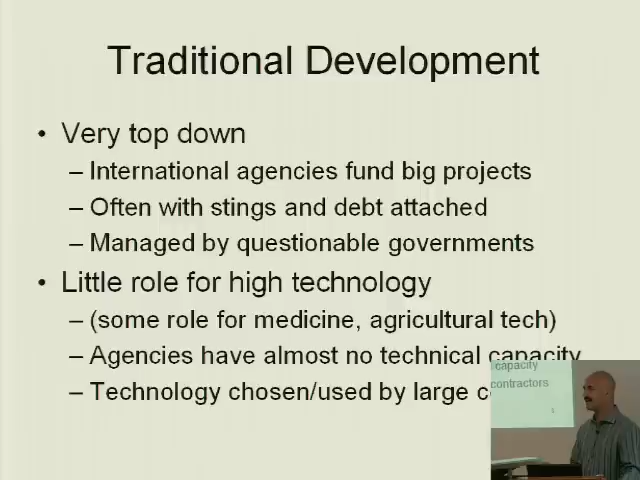 Traditional Development
• Very top down
– International agencies fund big projects
– Often with stings and debt attached
– Managed by questionable governments
• Little role for high technology
– (some role for medicine, agricultural tech)
– Agencies have almost no technical capacity
– Technology chosen/used by large
capacity
contractors